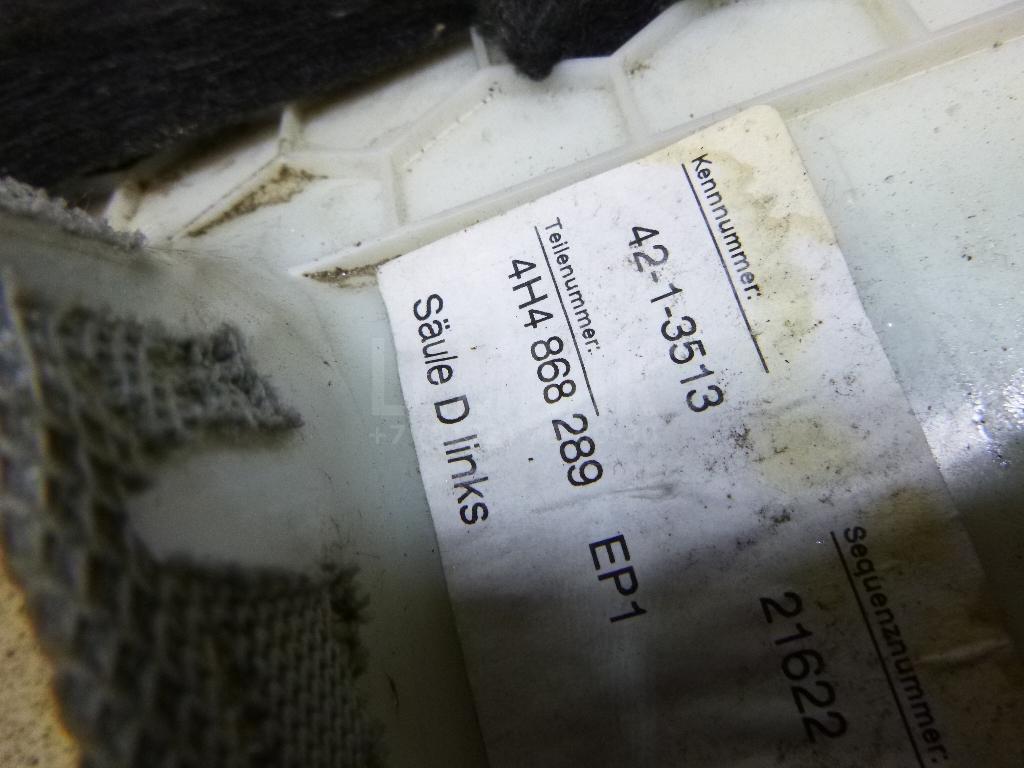 Kennnummer:
42-1-3513
Sequenznummer:
21622
Teilenummer:
4H4 868 289 EP1
Säule D links